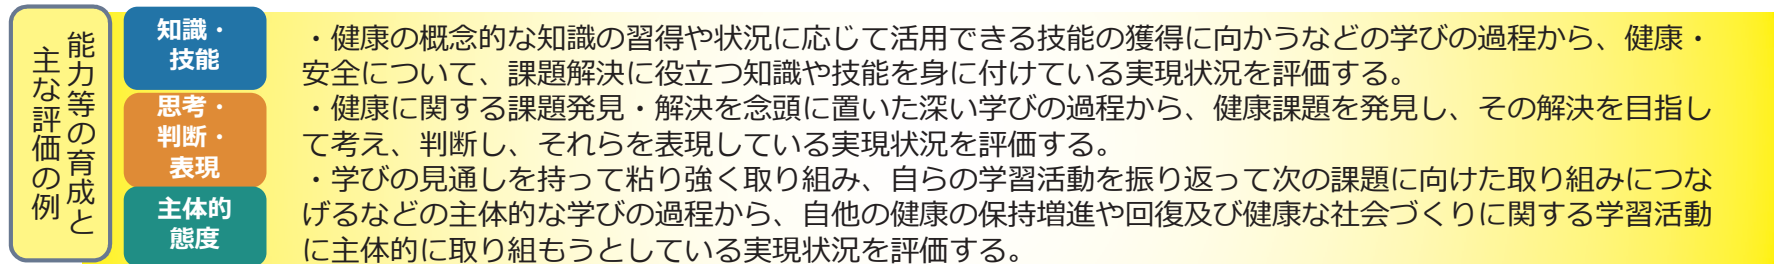 能力等の育成と
主な評価の例
知識・
技能
・健康の概念的な知識の習得や状況に応じて活用できる技能の獲得に向かうなどの学びの過程から、健康・
安全について、課題解決に役立つ知識や技能を身に付けている実現状況を評価する。
思考・
判断・
表現
・健康に関する課題発見・解決を念頭に置いた深い学びの過程から、健康課題を発見し、その解決を目指し
て考え、判断し、それらを表現している実現状況を評価する。
主体的
態度
・学びの見通しを持って粘り強く取り組み、自らの学習活動を振り返って次の課題に向けた取り組みにつな
げるなどの主体的な学びの過程から、自他の健康の保持増進や回復及び健康な社会づくりに関する学習活動
に主体的に取り組もうとしている実現状況を評価する。